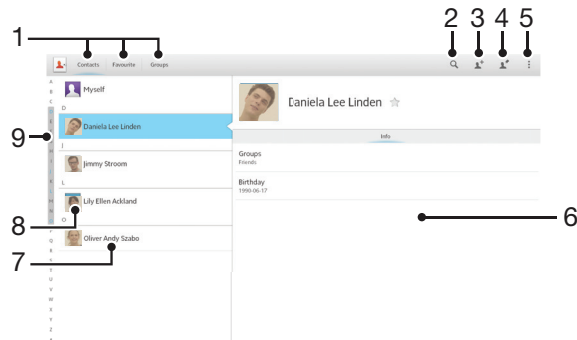 1
2 3 4 5
Contacts Favourite Groups
A
B
C
Myself
D
Daniela Lee Linden
I
Jimmy Stroom
L
Lily Ellen Ackland
O
Oliver Andy Szabo
Q
R
U
V
W
X
Y
Z
Daniela Lee Linden
Info
Groups
Friends
Birthday
1990-06-17
9
8
7
6